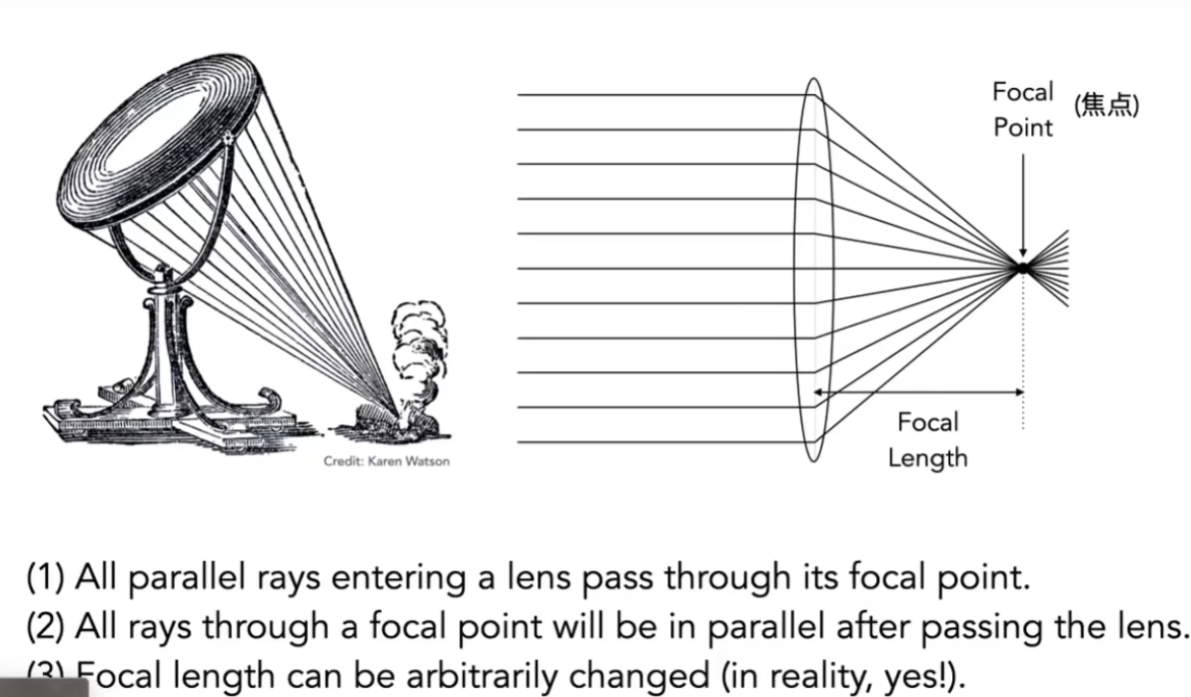 Focal
Point
(焦点)
Focal
Length
Credit: Karen Watson
(1) All parallel rays entering a lens pass through its focal point.
(2) All rays through a focal point will be in parallel after passing the lens.
(3) Focal length can be arbitrarily changed (in reality, yes!).